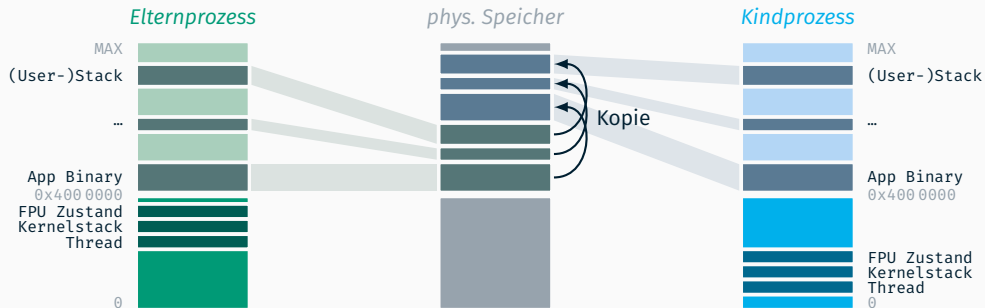 Elternprozess
phys. Speicher
Kindprozess
MAX
(User-)Stack
…
App Binary
0x400 0000
FPU Zustand
Kernelstack
Thread
0
Kopie
MAX
(User-)Stack
…
App Binary
0x400 0000
FPU Zustand
Kernelstack
Thread
0